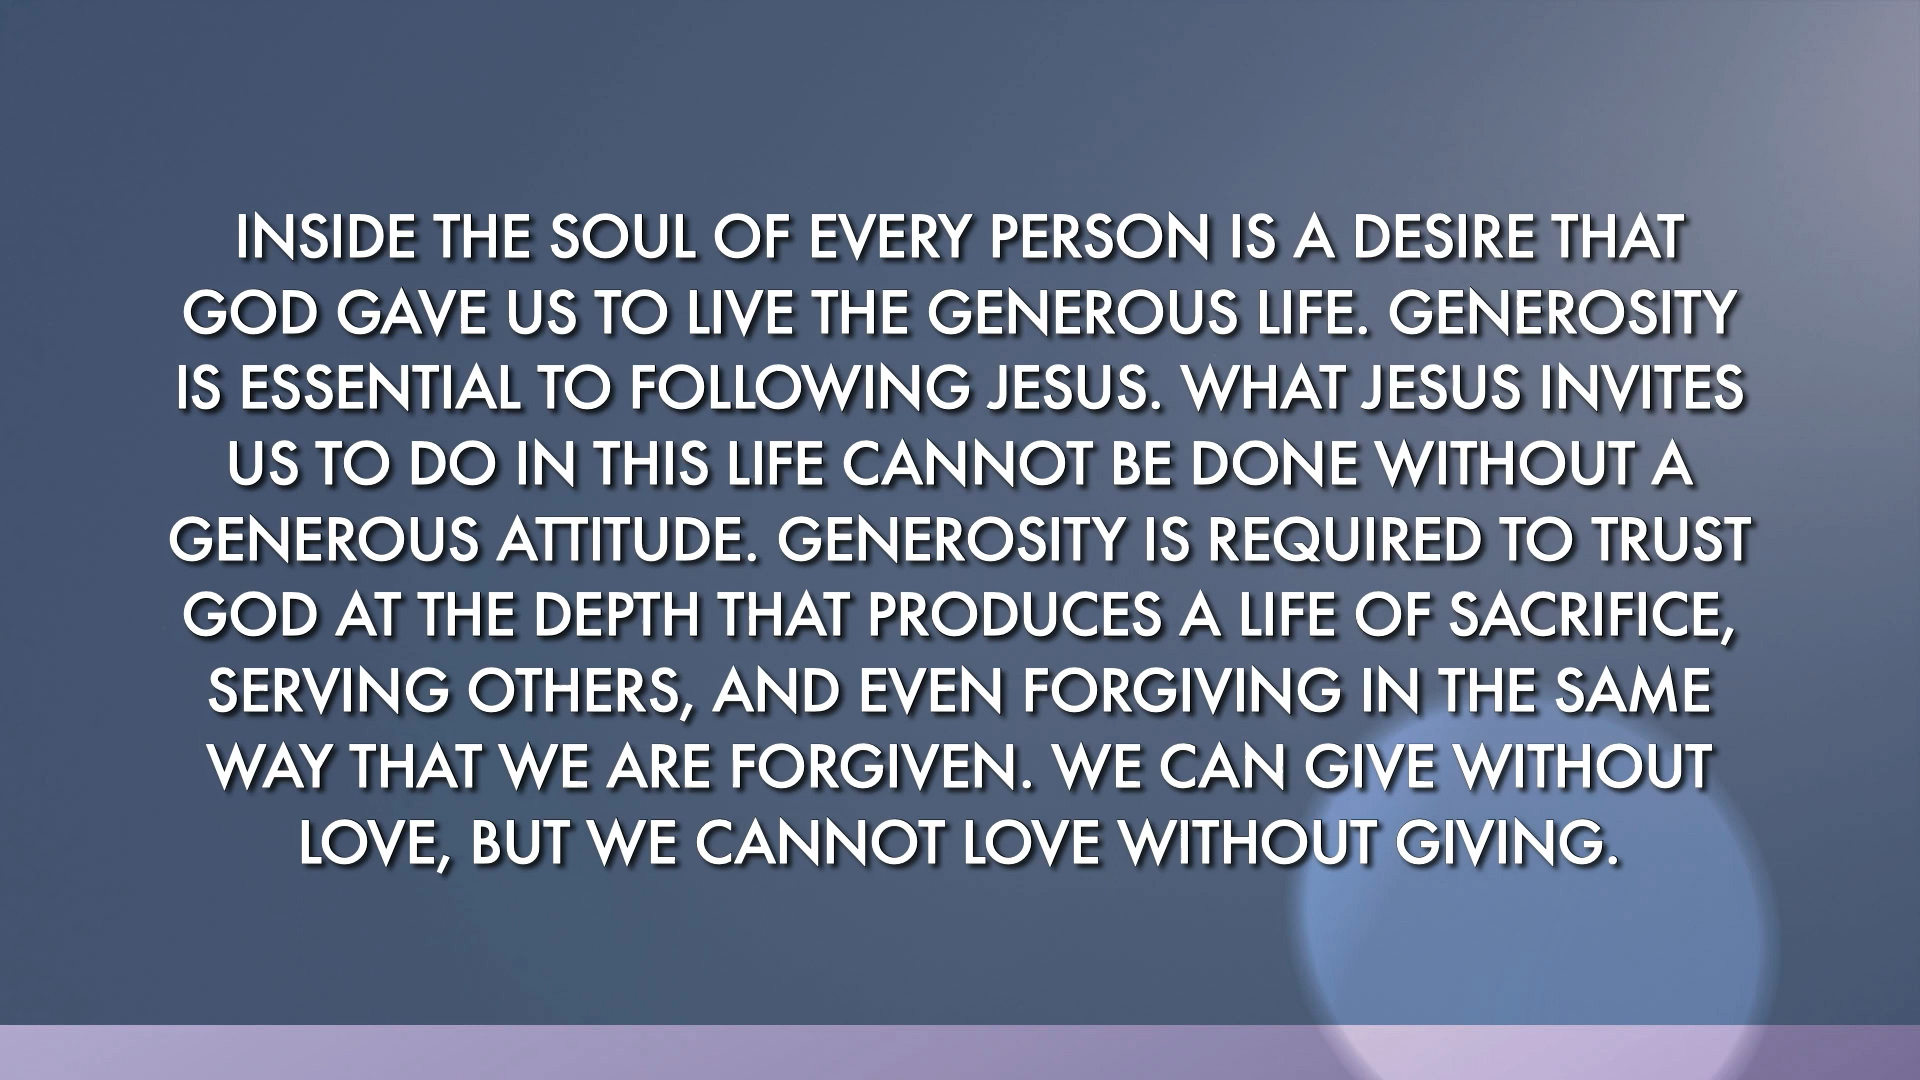 INSIDE THE SOUL OF EVERY PERSON IS A DESIRE THAT
GOD GAVE US TO LIVE THE GENEROUS LIFE. GENEROSITY
IS ESSENTIAL TO FOLLOWING JESUS. WHAT JESUS INVITES
US TO DO IN THIS LIFE CANNOT BE DONE WITHOUT A
GENEROUS ATTITUDE. GENEROSITY IS REQUIRED TO TRUST
GOD AT THE DEPTH THAT PRODUCES A LIFE OF SACRIFICE,
SERVING OTHERS, AND EVEN FORGIVING IN THE SAME
WAY THAT WE ARE FORGIVEN. WE CAN GIVE WITHOUT
LOVE, BUT WE CANNOT LOVE WITHOUT GIVING.